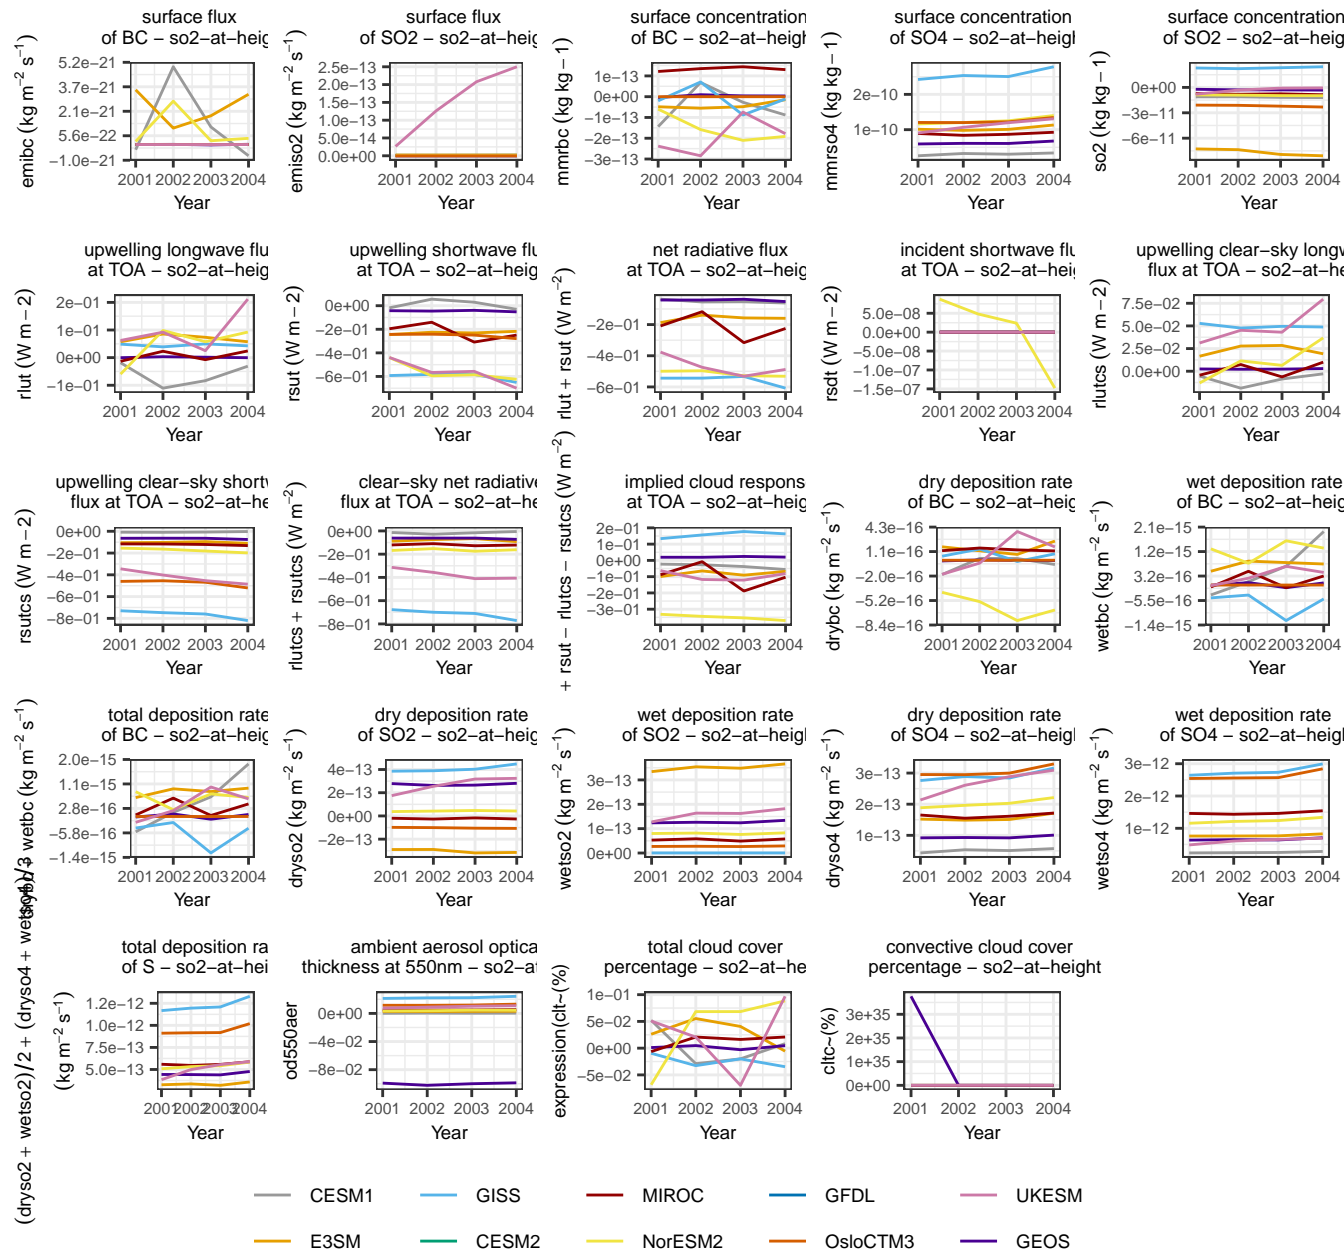 surface flux
of BC − so2−at−heig
emibc (kg m−2 s−1)
5.2e−21
3.7e−21
2.1e−21
5.6e−22
−1.0e−21
2001 2002 2003 2004
Year
surface flux
of SO2 − so2−at−heig
emiso2 (kg m−2 s−1)
2.5e−13
2.0e−13
1.5e−13
1.0e−13
5.0e−14
0.0e+00
2001 2002 2003 2004
Year
surface concentration
of BC − so2−at−heigh
mmrbc (kg kg−1)
1e−13
0e+00
−1e−13
−2e−13
−3e−13
2001 2002 2003 2004
Year
surface concentration
of SO4 − so2−at−heigh
mmrso4 (kg kg−1)
2e−10
1e−10
2001 2002 2003 2004
Year
surface concentration
of SO2 − so2−at−heigh
so2 (kg kg−1)
0e+00
−3e−11
−6e−11
2001 2002 2003 2004
Year
upwelling longwave flu
at TOA − so2−at−heig
rlut (W m−2)
2e−01
1e−01
0e+00
−1e−01
2001 2002 2003 2004
Year
upwelling shortwave flu
at TOA − so2−at−heig
rsut (W m−2)
0e+00
−2e−01
−4e−01
−6e−01
2001 2002 2003 2004
Year
net radiative flux
at TOA − so2−at−heig
rlut + rsut (W m−2)
−2e−01
−4e−01
−6e−01
2001 2002 2003 2004
Year
incident shortwave flu
at TOA − so2−at−heig
rsdt (W m−2)
5.0e−08
0.0e+00
−5.0e−08
−1.0e−07
−1.5e−07
2001 2002 2003 2004
Year
upwelling clear−sky longw
flux at TOA − so2−at−heig
rlutcs (W m−2)
7.5e−02
5.0e−02
2.5e−02
0.0e+00
2001 2002 2003 2004
Year
upwelling clear−sky shortw
flux at TOA − so2−at−he
rsutcs (W m−2)
0e+00
−2e−01
−4e−01
−6e−01
−8e−01
2001 2002 2003 2004
Year
clear−sky net radiative
flux at TOA − so2−at−he
rlutcs + rsutcs (W m−2)
0e+00
−2e−01
−4e−01
−6e−01
−8e−01
2001 2002 2003 2004
Year
implied cloud respons
at TOA − so2−at−heig
+ rsut − rlutcs − rsutcs (W m−2)
2e−01
1e−01
0e+00
−1e−01
−2e−01
−3e−01
2001 2002 2003 2004
Year
dry deposition rate
of BC − so2−at−heig
drybc (kg m−2 s−1)
4.3e−16
1.1e−16
−2.0e−16
−5.2e−16
−8.4e−16
2001 2002 2003 2004
Year
wet deposition rate
of BC − so2−at−heig
wetbc (kg m−2 s−1)
2.1e−15
1.2e−15
3.2e−16
−5.5e−16
−1.4e−15
2001 2002 2003 2004
Year
total deposition rate
of BC − so2−at−heig
+ wetbc (kg m−2 s−1)
2.0e−15
1.1e−15
2.8e−16
−5.8e−16
−1.4e−15
2001 2002 2003 2004
Year
dry deposition rate
of SO2 − so2−at−heig
dryso2 (kg m−2 s−1)
4e−13
2e−13
0e+00
−2e−13
2001 2002 2003 2004
Year
wet deposition rate
of SO2 − so2−at−heigl
wetso2 (kg m−2 s−1)
3e−13
2e−13
1e−13
0e+00
2001 2002 2003 2004
Year
dry deposition rate
of SO4 − so2−at−heigl
dryso4 (kg m−2 s−1)
3e−13
2e−13
1e−13
2001 2002 2003 2004
Year
wet deposition rate
of SO4 − so2−at−heigl
wetso4 (kg m−2 s−1)
3e−12
2e−12
1e−12
2001 2002 2003 2004
Year
total deposition ra
of S − so2−at−hei
(dryso2 + wetso2)/2 + (dryso4 + wetso4)/3
(kg m−2 s−1)
1.2e−12
1.0e−12
7.5e−13
5.0e−13
2001 2002 2003 2004
Year
ambient aerosol optica
thickness at 550nm − so2−at
od550aer
0e+00
−4e−02
−8e−02
2001 2002 2003 2004
Year
total cloud cover
percentage − so2−at−he
expression(clt~(%)
1e−01
5e−02
0e+00
−5e−02
2001 2002 2003 2004
Year
convective cloud cover
percentage − so2−at−height
cltc~(%)
3e+35
2e+35
1e+35
0e+00
2001 2002 2003 2004
Year
CESM1 GISS MIROC GFDL UKESM
E3SM CESM2 NorESM2 OsloCTM3 GEOS